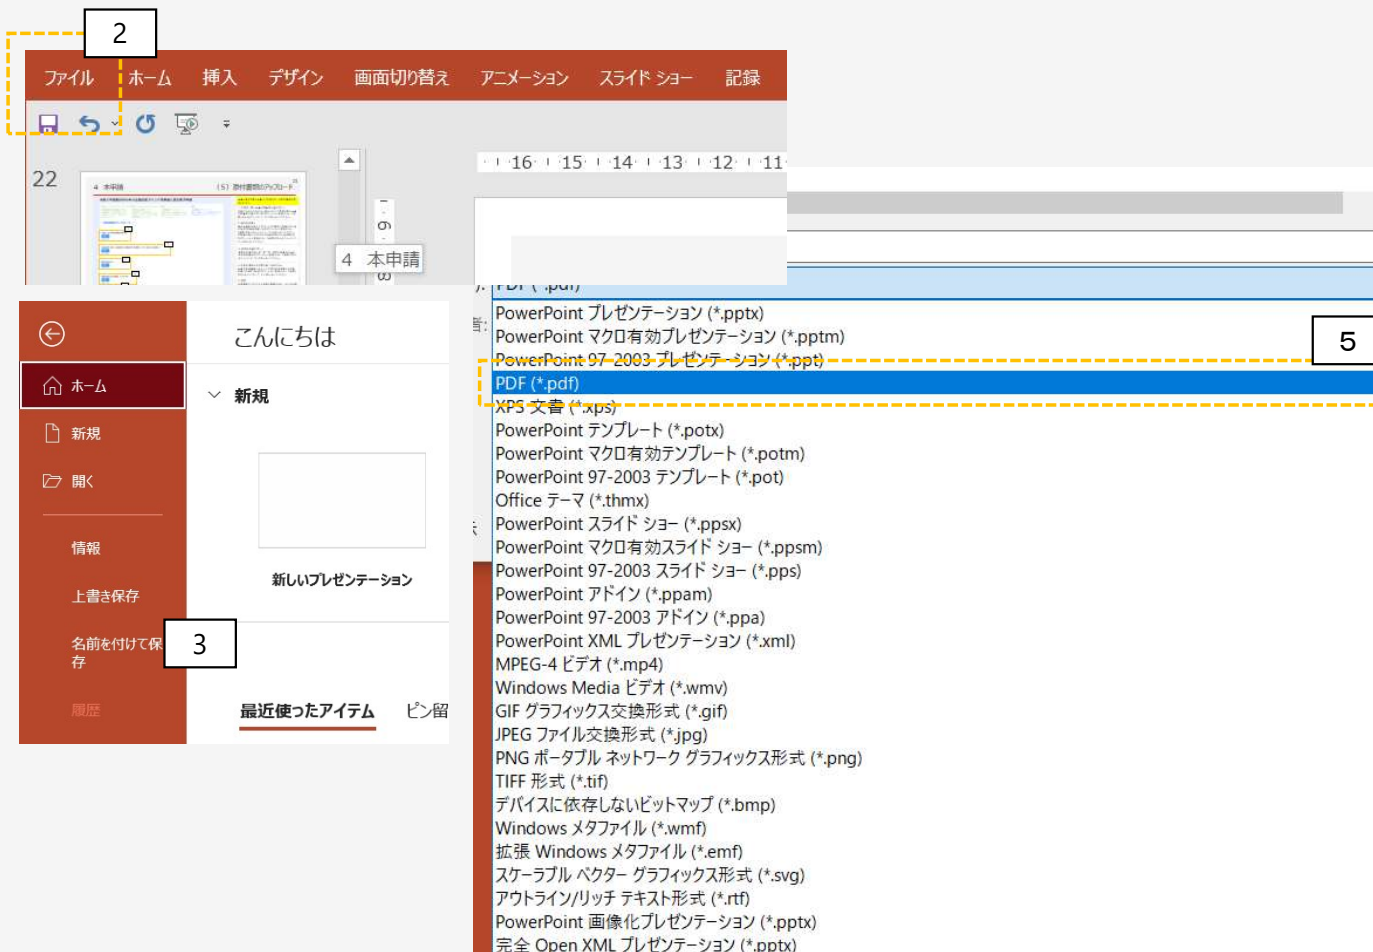 2
ファイル ホーム 挿入 デザイン 画面切り替え アニメーション スライド ショー 記録
22
4 本申請 (5) 添付書類のアップロード
16 15 14 13 12 11
6
8
4 本申請
こんにちは
ホーム
新規
開く
情報
上書き保存
名前を付けて保
存
3
履歴
新規
新しいプレゼンテーション
最近使ったアイテム ピン留
PDF (*.pdf)
者:
PowerPoint プレゼンテーション (*.pptx)
PowerPoint マクロ有効プレゼンテーション (*.pptm)
5
PowerPoint 97-2003 プレゼンテーション (*.ppt)
PDF (*.pdf)
XPS 文書 (*.xps)
PowerPoint テンプレート (*.potx)
PowerPoint マクロ有効テンプレート (*.potm)
PowerPoint 97-2003 テンプレート (*.pot)
Office テーマ (*.thmx)
PowerPoint スライド ショー (*.ppsx)
PowerPoint マクロ有効スライド ショー (*.ppsm)
PowerPoint 97-2003 スライド ショー (*.pps)
PowerPoint アドイン (*.ppam)
PowerPoint 97-2003 アドイン (*.ppa)
PowerPoint XML プレゼンテーション (*.xml)
MPEG-4 ビデオ (*.mp4)
Windows Media ビデオ (*.wmv)
GIF グラフィックス交換形式 (*.gif)
JPEG ファイル交換形式 (*.jpg)
PNG ポータブル ネットワーク グラフィックス形式 (*.png)
TIFF 形式 (*.tif)
デバイスに依存しないビットマップ (*.bmp)
Windows メタファイル (*.wmf)
拡張 Windows メタファイル (*.emf)
スケーラブル ベクター グラフィックス形式 (*.svg)
アウトライン/リッチ テキスト形式 (*.rtf)
PowerPoint 画像化プレゼンテーション (*.pptx)
完全 Open XML プレゼンテーション (*.pptx)